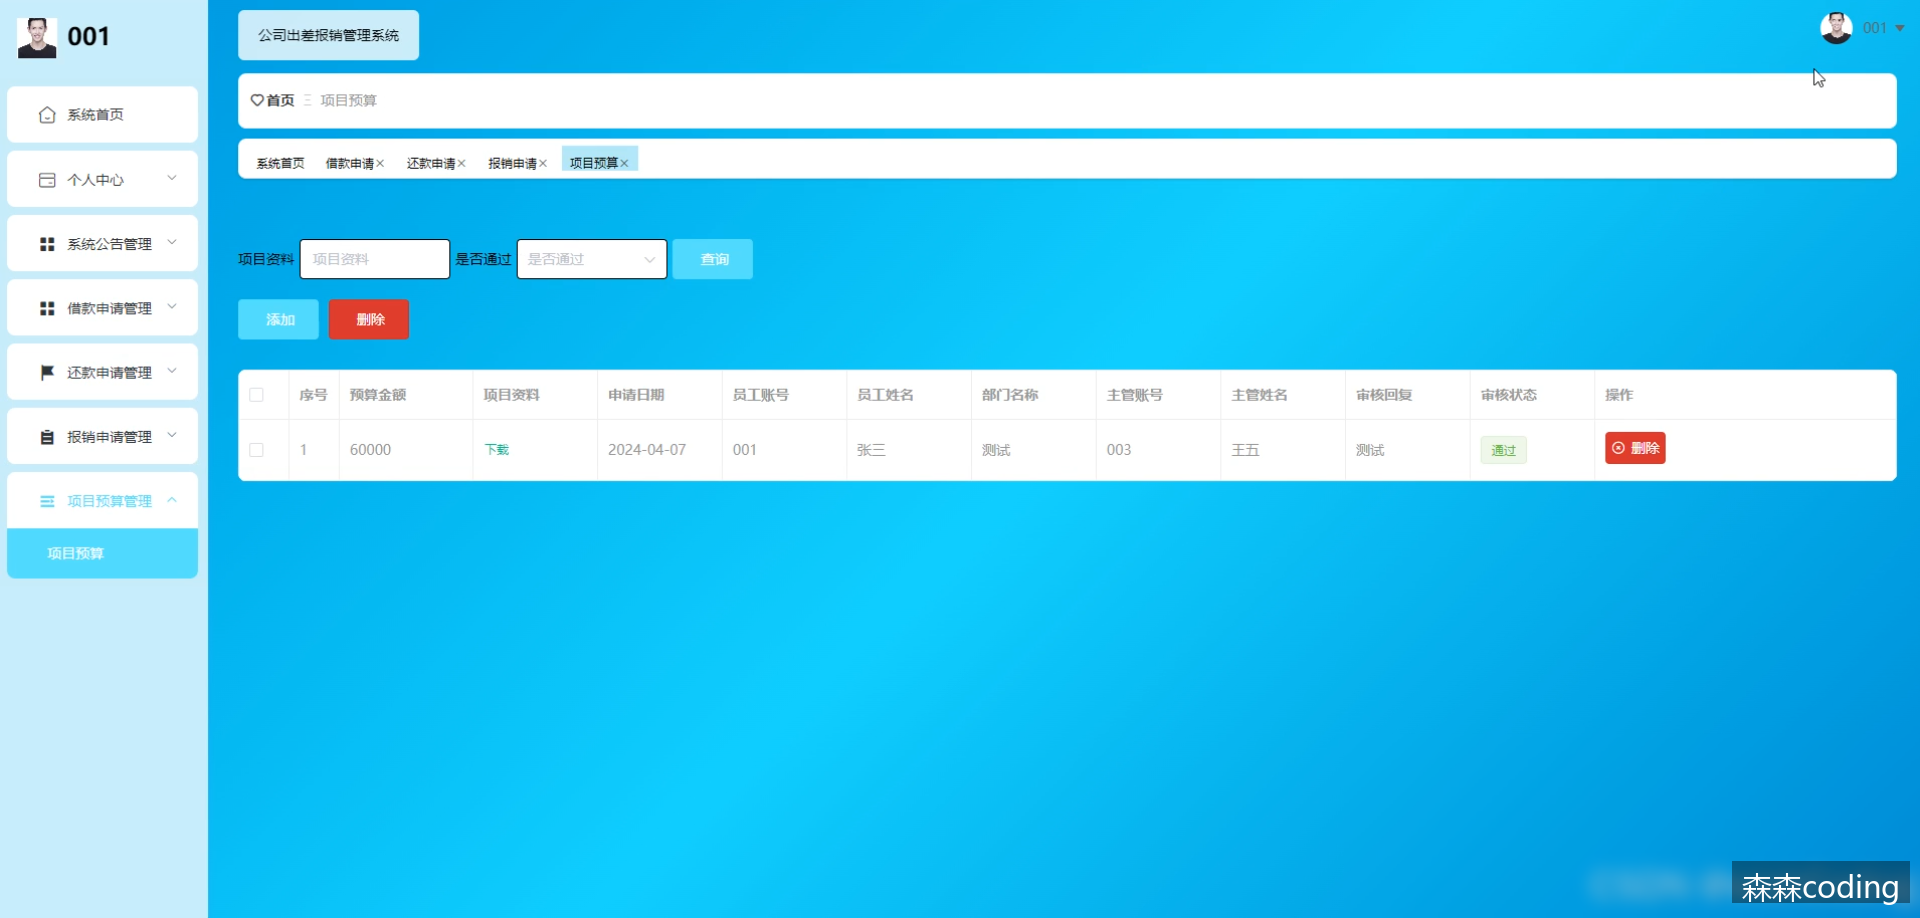 001
系统首页
个人中心
系统公告管理
借款申请管理
还款申请管理
报销申请管理
项目预算管理
项目预算
公司出差报销管理系统
001
首页 项目预算
系统首页 借款申请× 还款申请× 报销申请× 项目预算×
项目资料 项目资料 是否通过 是否通过 查询
添加 删除
序号 预算金额 项目资料 申请日期 员工账号 员工姓名 部门名称 主管账号 主管姓名 审核回复 审核状态 操作
1 60000 下载 2024-04-07 001 张三 测试 003 王五 测试 通过 删除
森森coding